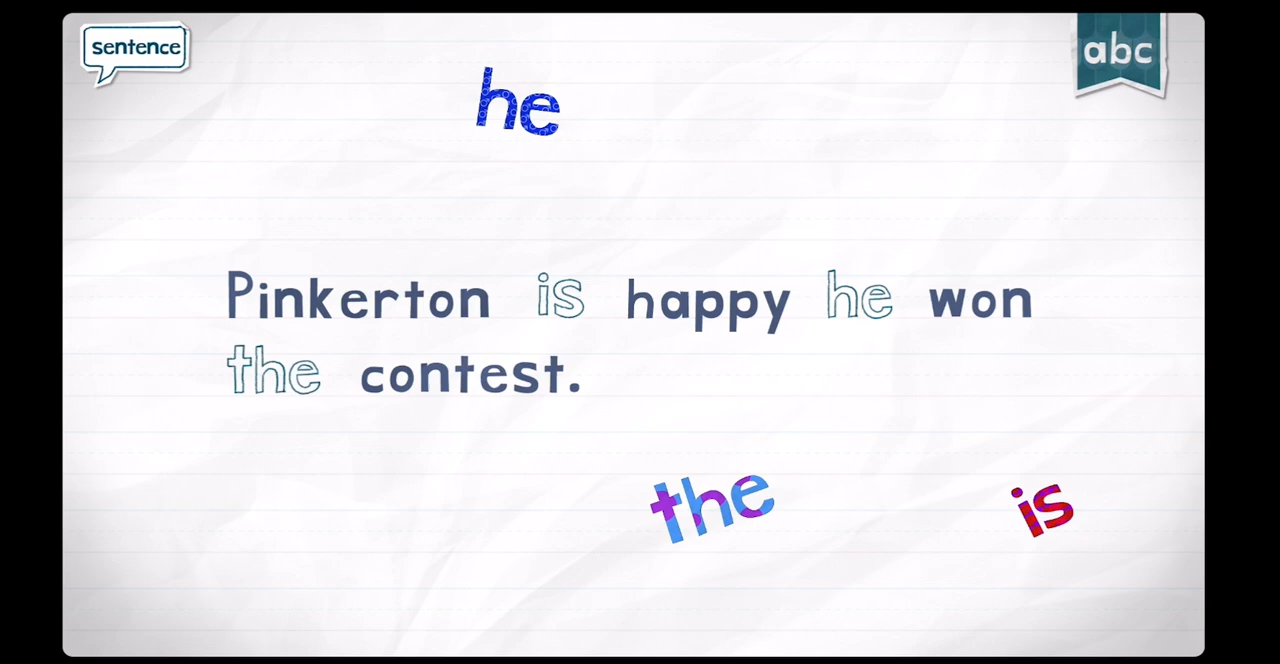 sentence
abc
he
Pinkerton is happy he won
the contest.
the
is